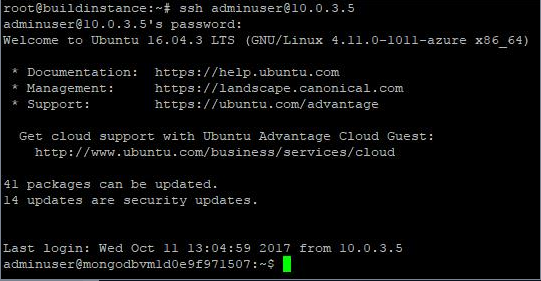 root@buildinstance:~# ssh adminuser@10.0.3.5
adminuser@10.0.3.5's password:
Welcome to Ubuntu 16.04.3 LTS (GNU/Linux 4.11.0-1011-azure x86_64)
* Documentation:  https://help.ubuntu.com
* Management:     https://landscape.canonical.com
* Support:        https://ubuntu.com/advantage
Get cloud support with Ubuntu Advantage Cloud Guest:
http://www.ubuntu.com/business/services/cloud
41 packages can be updated.
14 updates are security updates.
Last login: Wed Oct 11 13:04:59 2017 from 10.0.3.5
adminuser@mongodbvm1d0e9f971507:~$